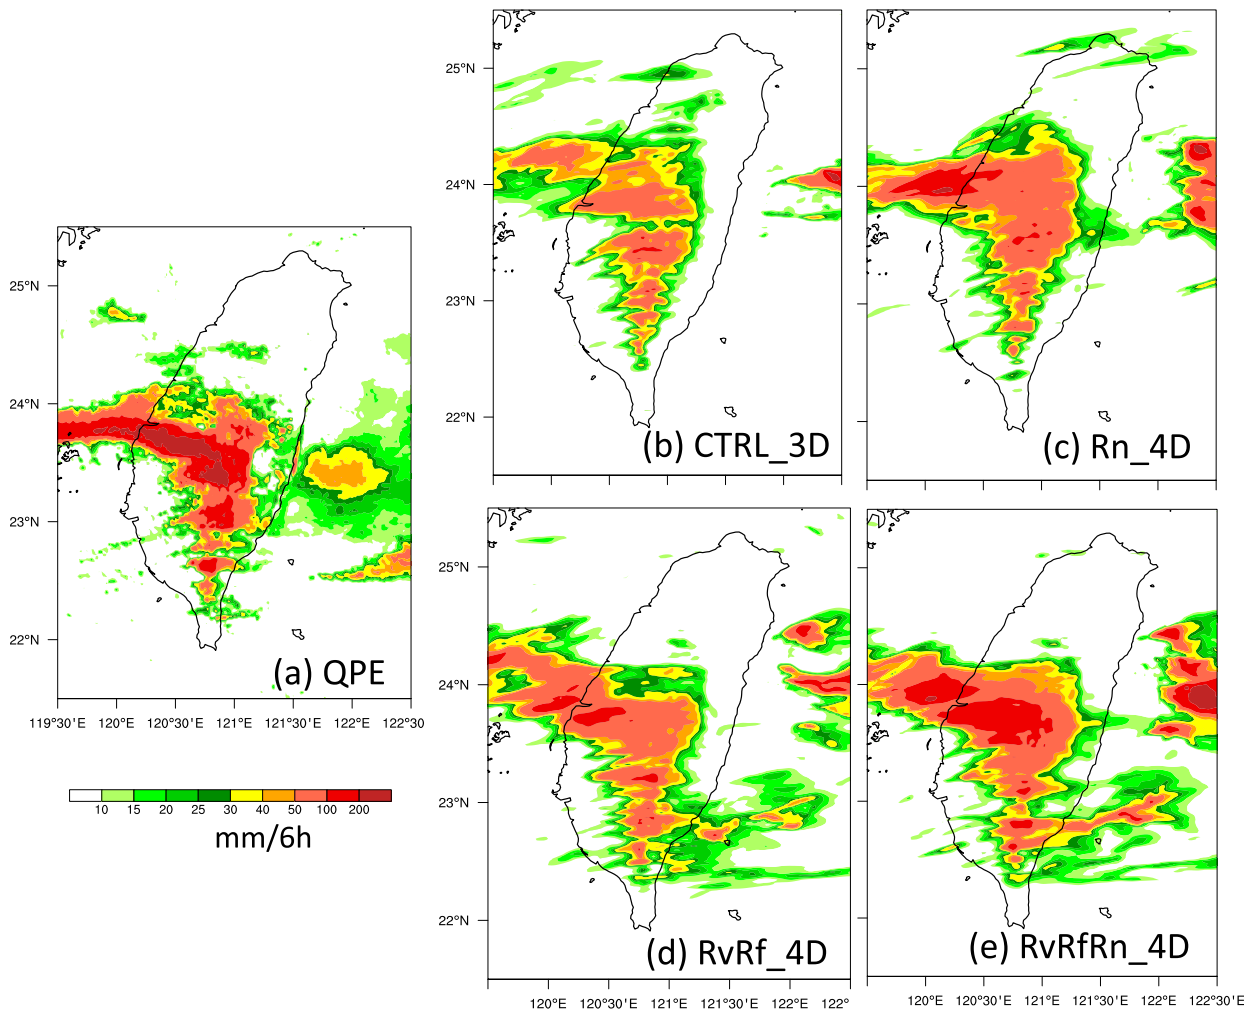 25°N
24°N
23°N
22°N
(b) CTRL_3D
(c) Rn_4D
25°N
24°N
23°N
22°N
(a) QPE
119°30'E 120°E 120°30'E 121°E 121°30'E 122°E 122°30'E
10 15 20 25 30 40 50 100 200
mm/6h
25°N
24°N
23°N
22°N
(d) RvRf_4D
(e) RvRfRn_4D
120°E 120°30'E 121°E 121°30'E 122°E 122°
120°E 120°30'E 121°E 121°30'E 122°E 122°30'E